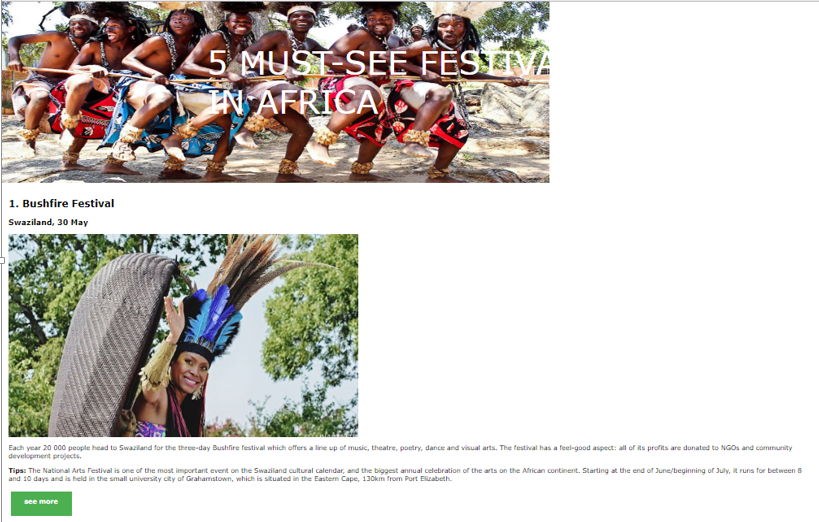 5 MUST-SEE FESTIVA
IN AFRICA
1. Bushfire Festival
Swaziland, 30 May
Each year 20 000 people head to Swaziland for the three-day Bushfire festival which offers a line up of music, theatre, poetry, dance and visual arts. The festival has a feel-good aspect: all of its profits are donated to NGOs and community
development projects.
Tips: The National Arts Festival is one of the most important event on the Swaziland cultural calendar, and the biggest annual celebration of the arts on the African continent. Starting at the end of June/beginning of July, it runs for between 8
and 10 days and is held in the small university city of Grahamstown, which is situated in the Eastern Cape, 130km from Port Elizabeth.
see more